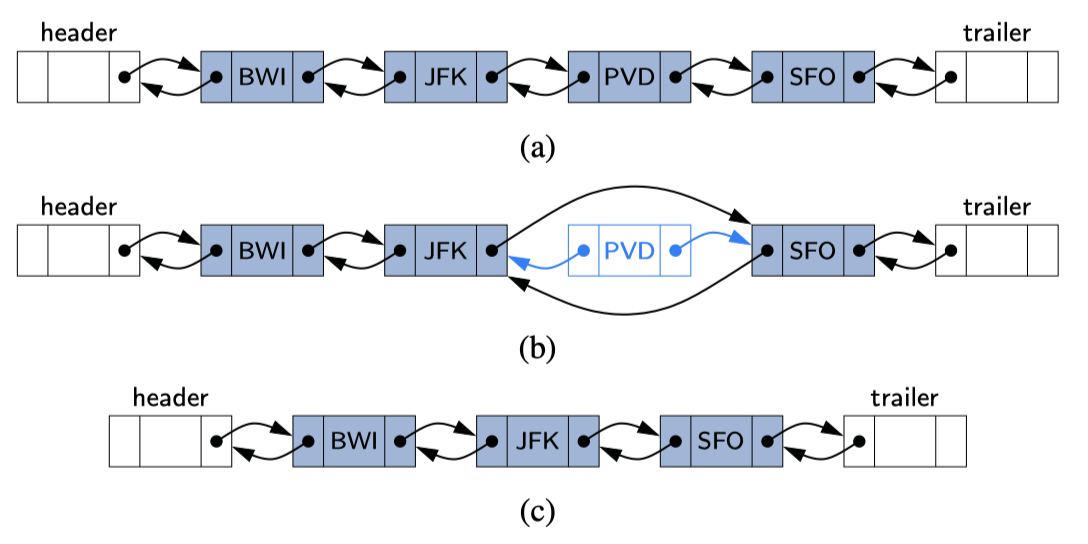 header trailer
BWI JFK PVD SFO
(a)
header trailer
BWI JFK PVD SFO
(b)
header trailer
BWI JFK SFO
(c)